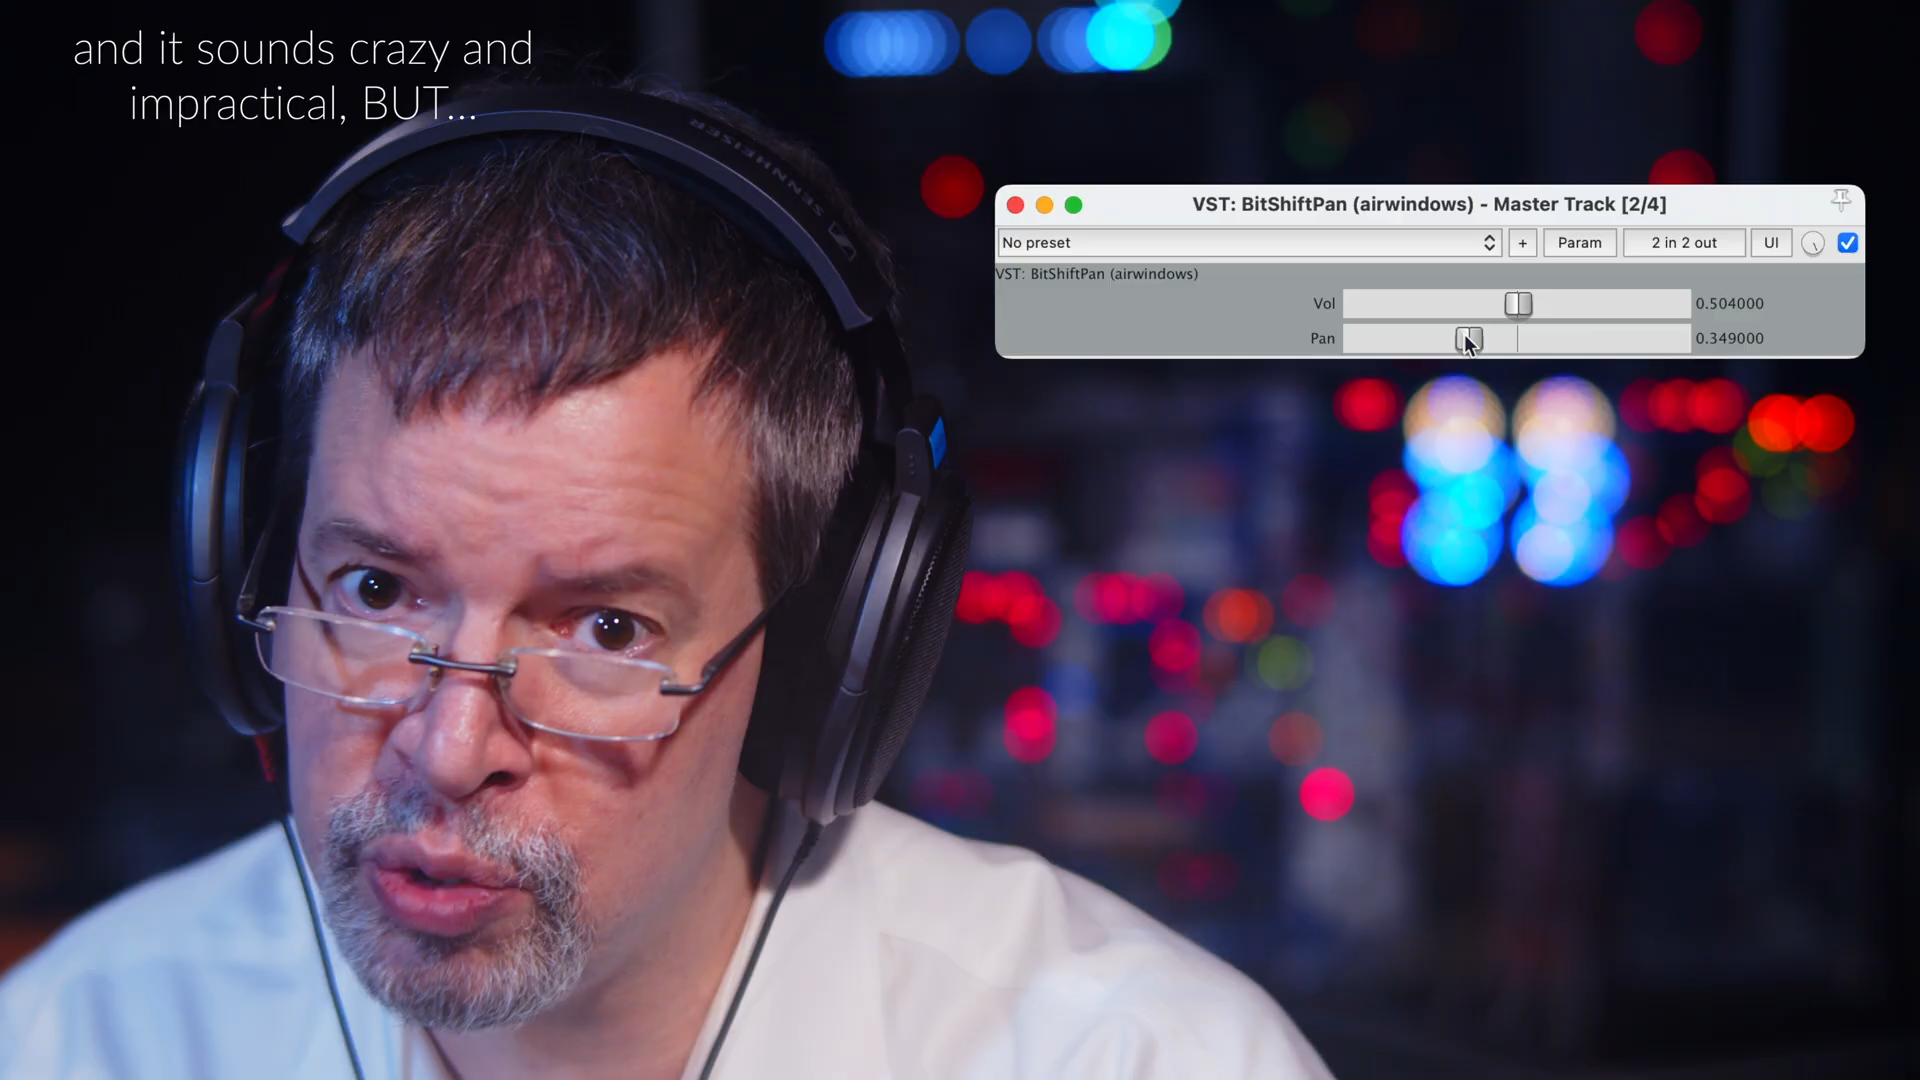 and it sounds crazy and
impractical, BUT...
SENNHEISER
VST: BitShiftPan (airwindows) - Master Track [2/4]
No preset
+
Param
2 in 2 out
UI
VST: BitShiftPan (airwindows)
Vol
0.504000
Pan
0.349000